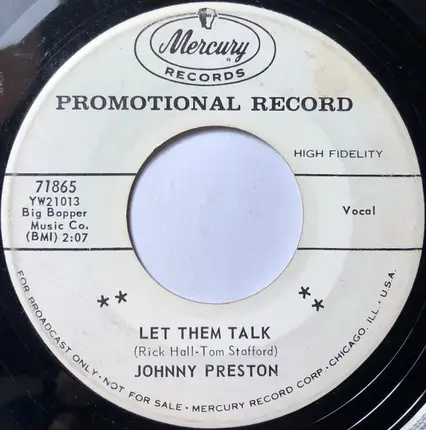 Mercury
RECORDS
PROMOTIONAL RECORD
HIGH FIDELITY
71865
YW21013
Big Bopper
Music Co.
(BMI) 2:07
Vocal
** **
LET THEM TALK
(Rick Hall-Tom Stafford)
JOHNNY PRESTON
FOR BROADCAST ONLY · NOT FOR SALE · MERCURY RECORD CORP · CHICAGO, ILL · U.S.A.